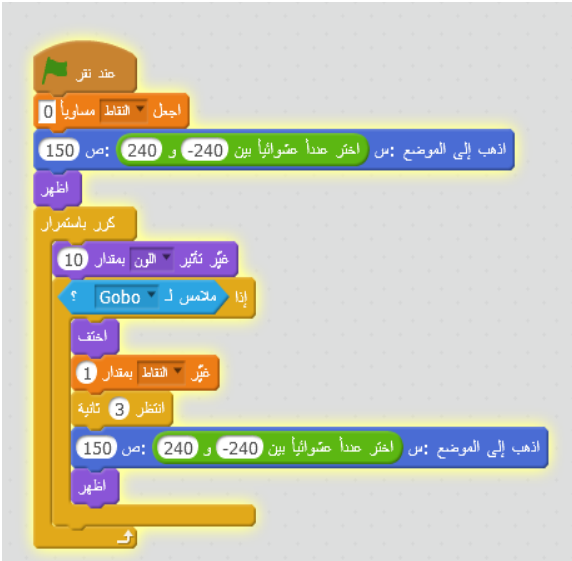 عند نقر
اجعل النقاط مساوياً 0
اذهب إلى الموضع س: اختر عدداً عشوائياً بين -240 و 240 ص: 150
اظهر
كرر باستمرار
غيّر تأثير اللون بمقدار 10
إذا ملامس لـ Gobo ؟
اختف
غيّر النقاط بمقدار 1
انتظر 3 ثانية
اذهب إلى الموضع س: اختر عدداً عشوائياً بين -240 و 240 ص: 150
اظهر